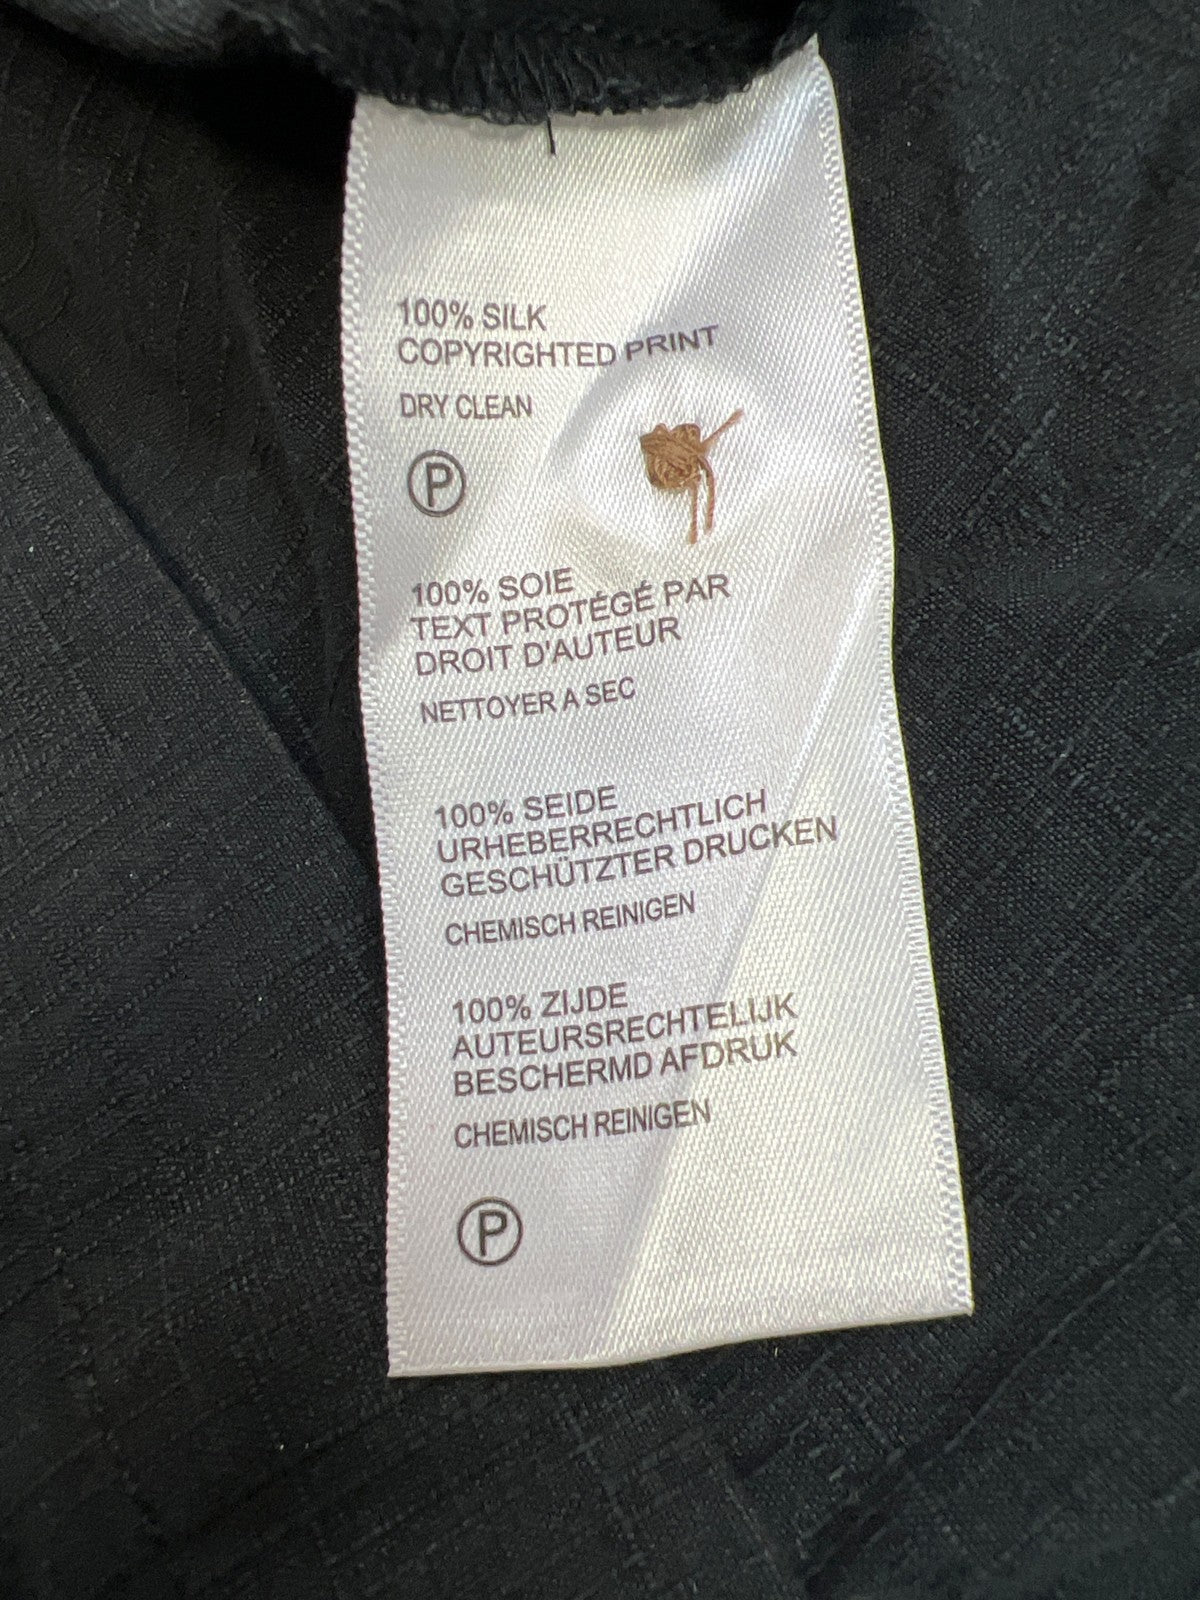 100% SILK
COPYRIGHTED PRINT
DRY CLEAN
P
100% SOIE
TEXT PROTÉGÉ PAR
DROIT D'AUTEUR
NETTOYER A SEC
100% SEIDE
URHEBERRECHTLICH
GESCHÜTZTER DRUCKEN
CHEMISCH REINIGEN
100% ZIJDE
AUTEURSRECHTELIJK
BESCHERMD AFDRUK
CHEMISCH REINIGEN
P